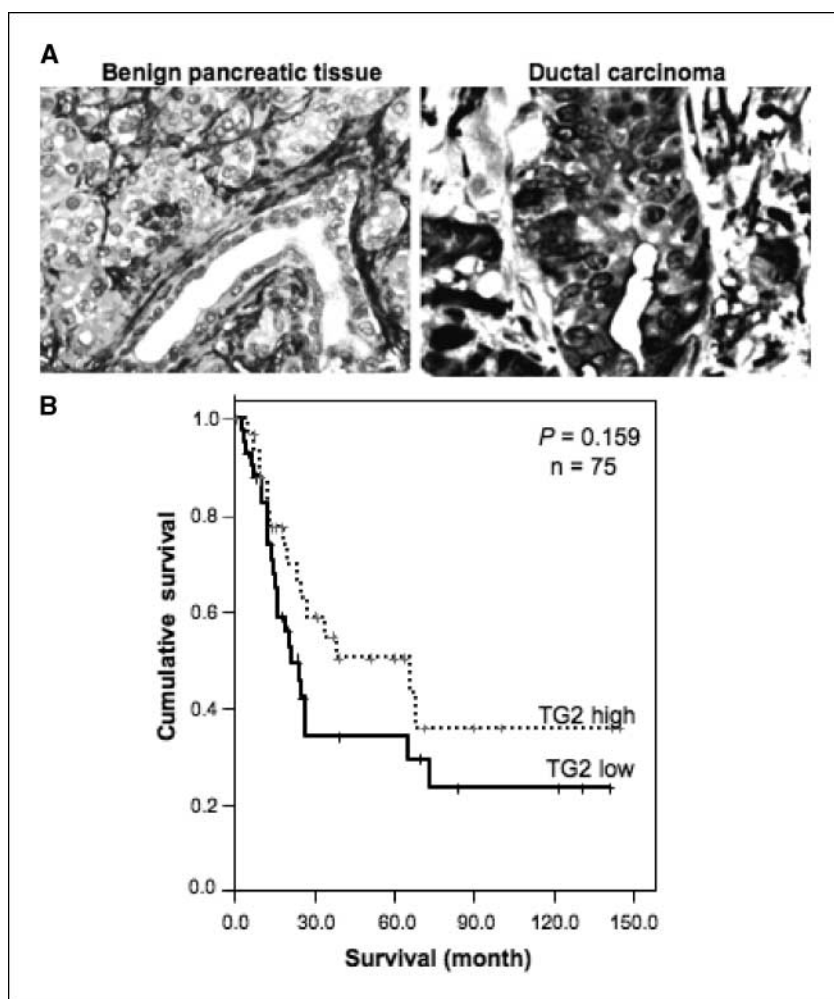 A
Benign pancreatic tissue
Ductal carcinoma
B
1.0
0.8
0.6
0.4
0.2
0.0
Cumulative survival
P = 0.159
n = 75
TG2 high
TG2 low
0.0 30.0 60.0 90.0 120.0 150.0
Survival (month)